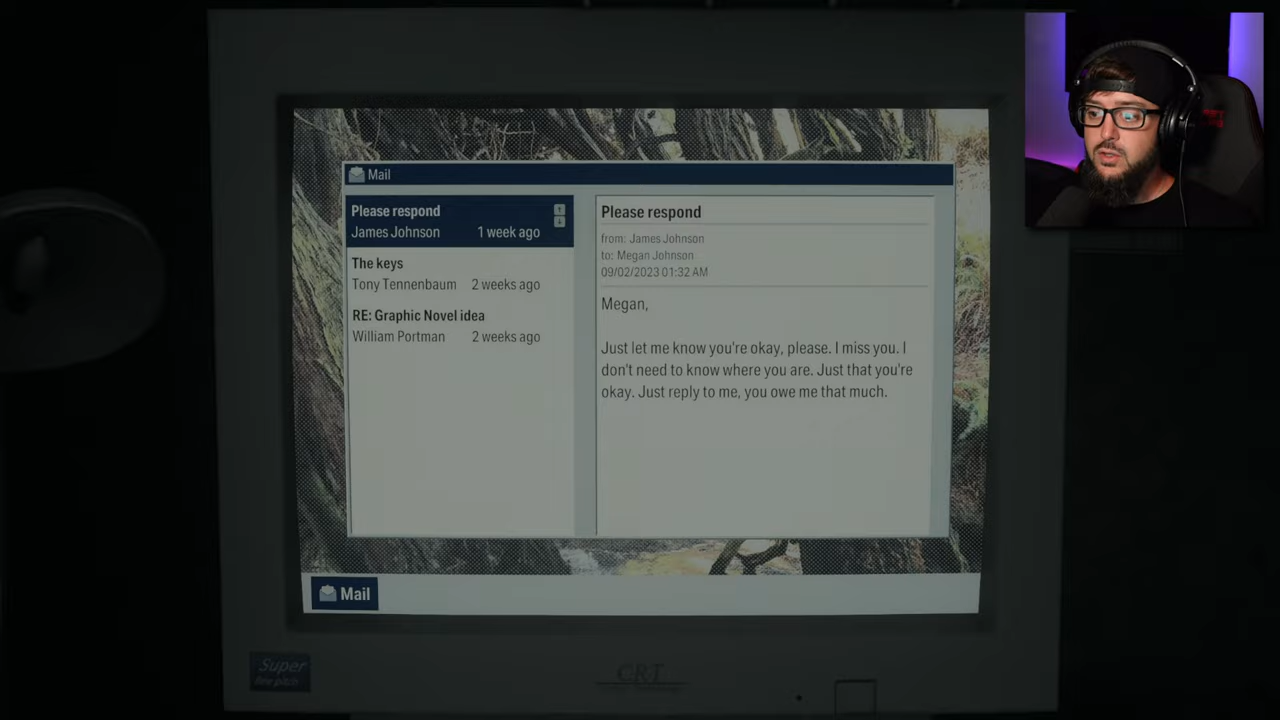 Mail
Please respond
James Johnson 1 week ago
The keys
Tony Tennenbaum 2 weeks ago
RE: Graphic Novel idea
William Portman 2 weeks ago
Please respond
from: James Johnson
to: Megan Johnson
09/02/2023 01:32 AM
Megan,
Just let me know you're okay, please. I miss you. I
don't need to know where you are. Just that you're
okay. Just reply to me, you owe me that much.
Mail
Super
fine pitch
CRT